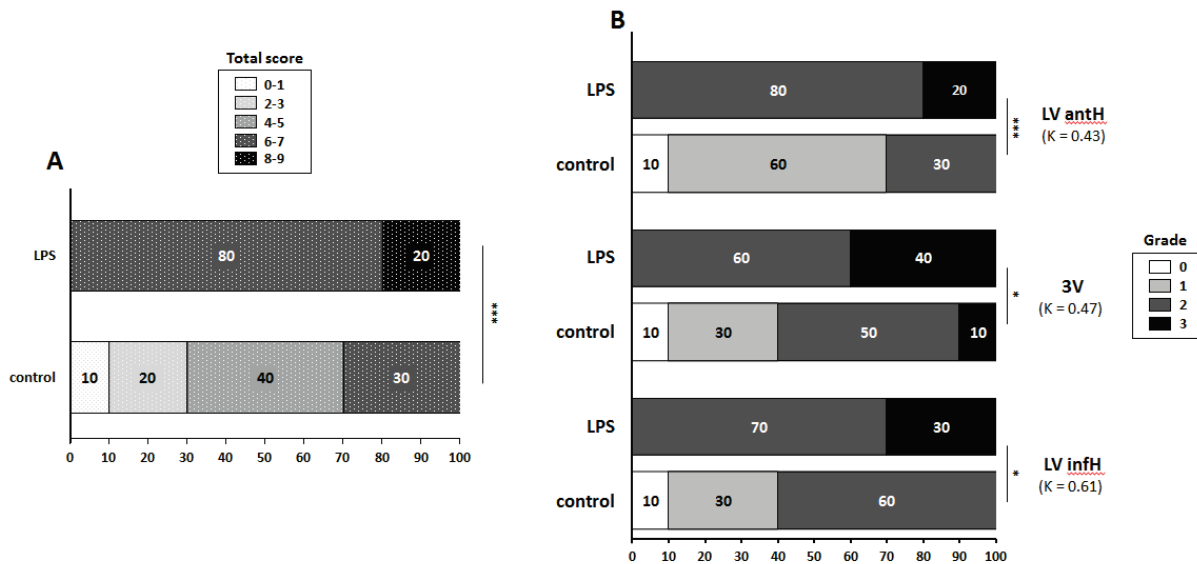 Total score
0-1
2-3
4-5
6-7
8-9
A
LPS
80
20
control
10
20
40
30
***
0 10 20 30 40 50 60 70 80 90 100
B
LPS
80
20
control
10
60
30
***
LV antH
(K = 0.43)
LPS
60
40
control
10
30
50
10
*
3V
(K = 0.47)
LPS
70
30
control
10
30
60
*
LV infH
(K = 0.61)
0 10 20 30 40 50 60 70 80 90 100
Grade
0
1
2
3